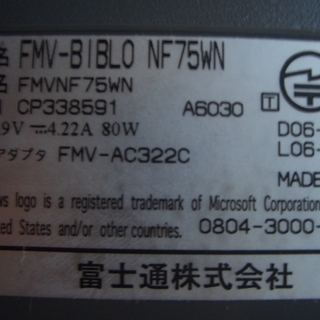 名 FMV-BIBLO NF75WN
名 FMVNF75WN
CP338591 A6030 T
9V 4.22A 80W D06-
アダプタ FMV-AC322C L06-
MADE
ws logo is a registered trademark of Microsoft Corporation
ted States and/or other countries. 0804-3000-
富士通株式会社